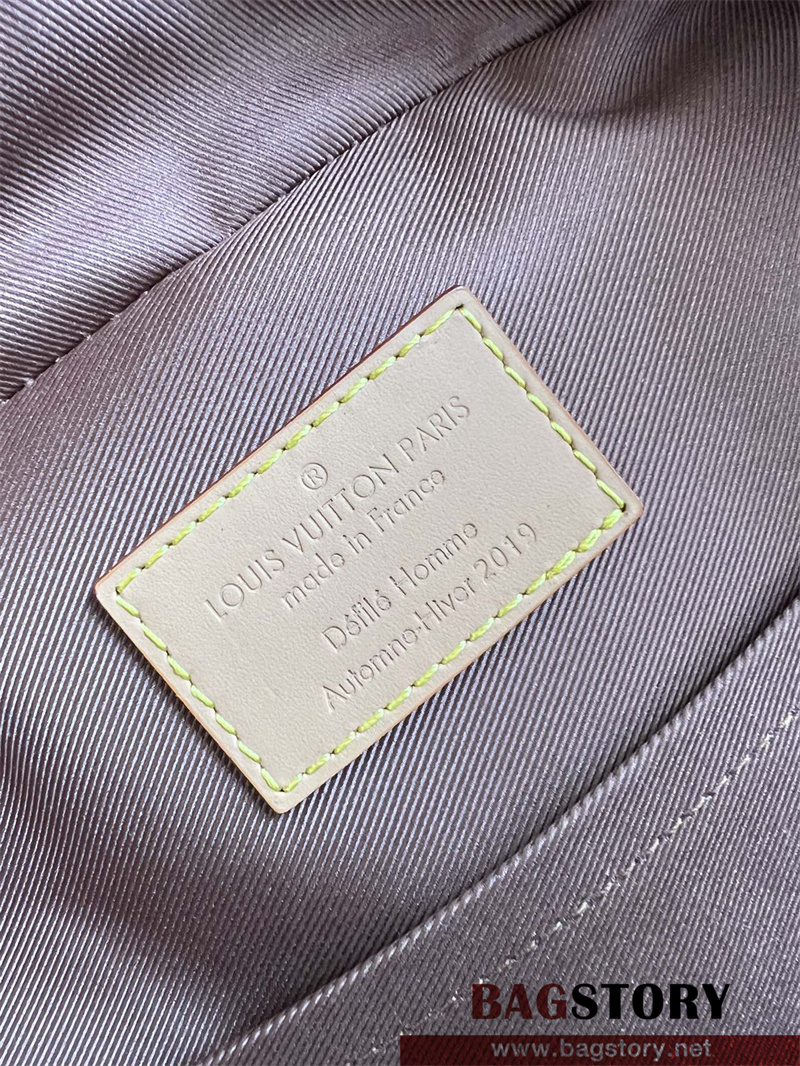 ®
LOUIS VUITTON PARIS
made in France
Défilé Homme
Automne-Hiver 2019
BAGSTORY
www.bagstory.net